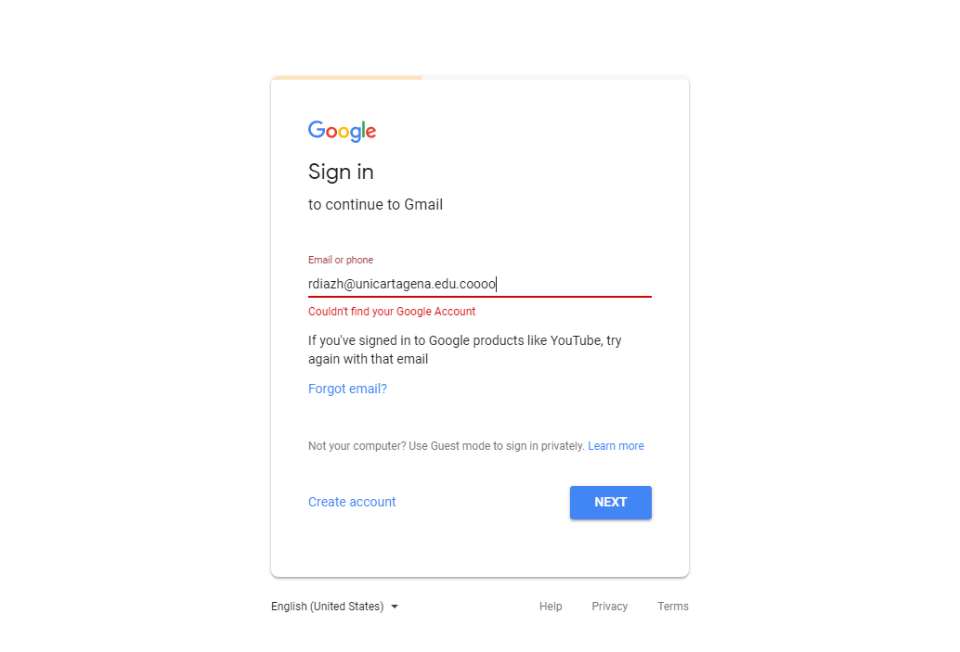 Google
Sign in
to continue to Gmail
Email or phone
rdiazh@unicartagena.edu.coooo
Couldn't find your Google Account
If you've signed in to Google products like YouTube, try
again with that email
Forgot email?
Not your computer? Use Guest mode to sign in privately. Learn more
Create account NEXT
English (United States) Help Privacy Terms